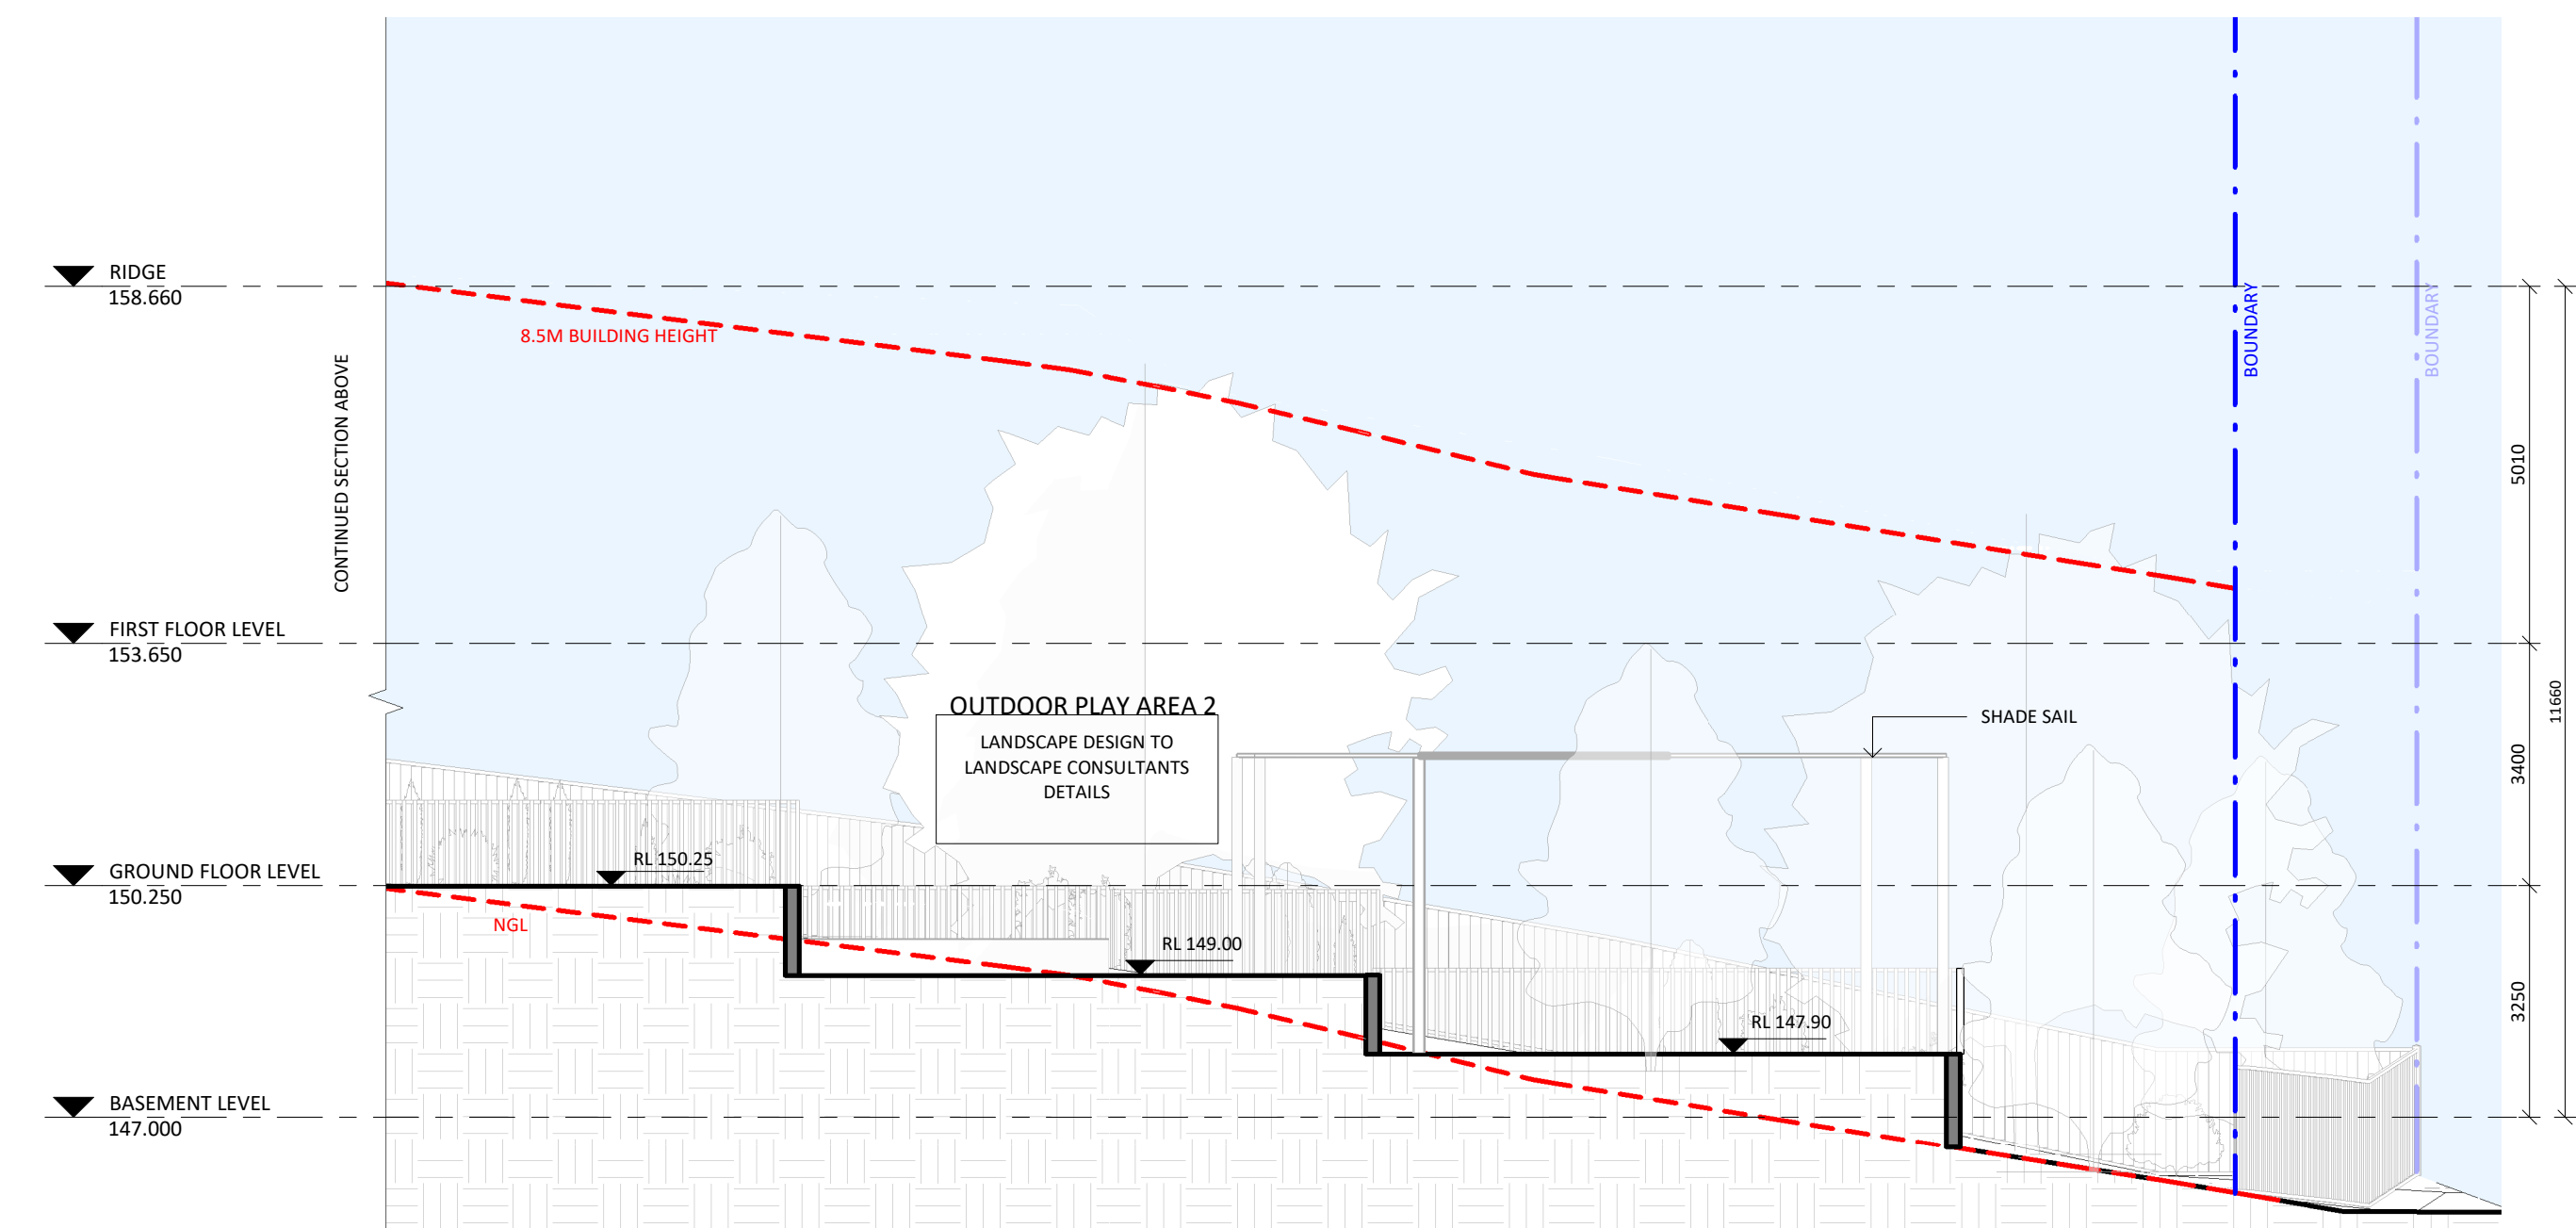 RIDGE
158.660
8.5M BUILDING HEIGHT
BOUNDARY
BOUNDARY
CONTINUED SECTION ABOVE
5010
FIRST FLOOR LEVEL
153.650
11660
OUTDOOR PLAY AREA 2
SHADE SAIL
LANDSCAPE DESIGN TO
LANDSCAPE CONSULTANTS
DETAILS
3400
RL 150.25
GROUND FLOOR LEVEL
150.250
NGL
RL 149.00
3250
RL 147.90
BASEMENT LEVEL
147.000